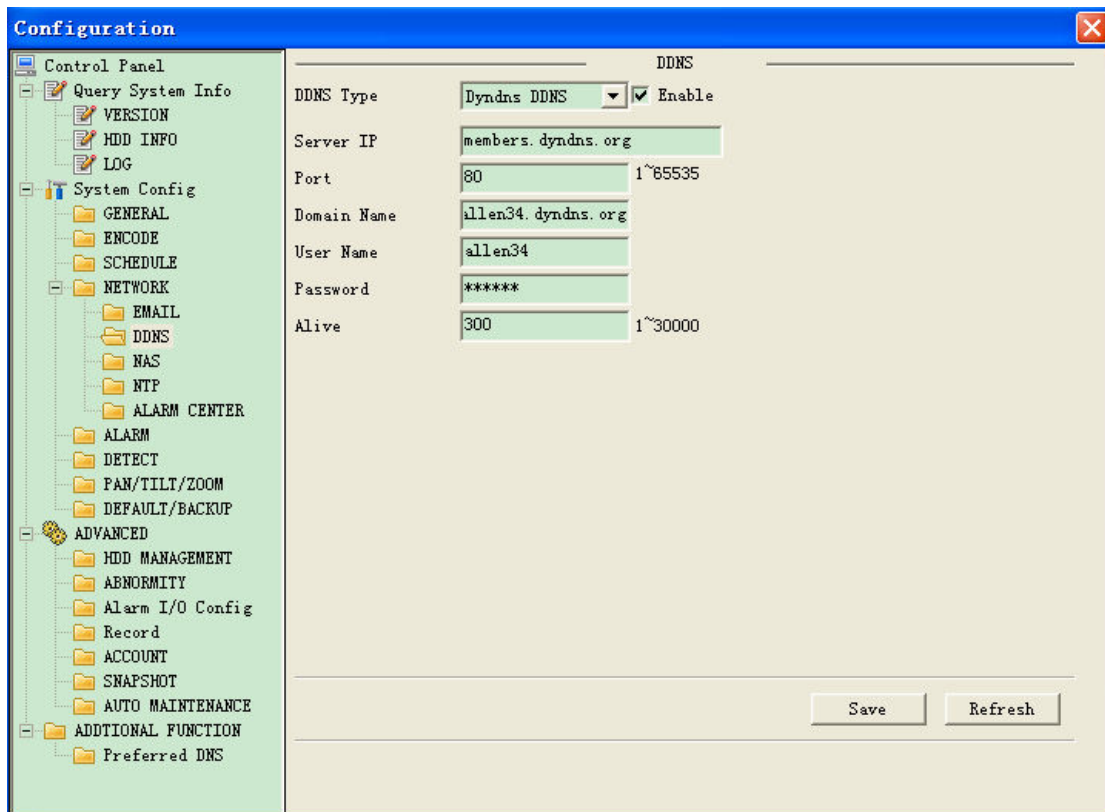 Configuration
Control Panel
Query System Info
VERSION
HDD INFO
LOG
System Config
GENERAL
ENCODE
SCHEDULE
NETWORK
EMAIL
DDNS
NAS
NTP
ALARM CENTER
ALARM
DETECT
PAN/TILT/ZOOM
DEFAULT/BACKUP
ADVANCED
HDD MANAGEMENT
ABNORMITY
Alarm I/O Config
Record
ACCOUNT
SNAPSHOT
AUTO MAINTENANCE
ADDTIONAL FUNCTION
Preferred DNS
DDNS
DDNS Type Dyndns DDNS Enable
Server IP members.dyndns.org
Port 80 1~65535
Domain Name allen34.dyndns.org
User Name allen34
Password ******
Alive 300 1~30000
Save Refresh